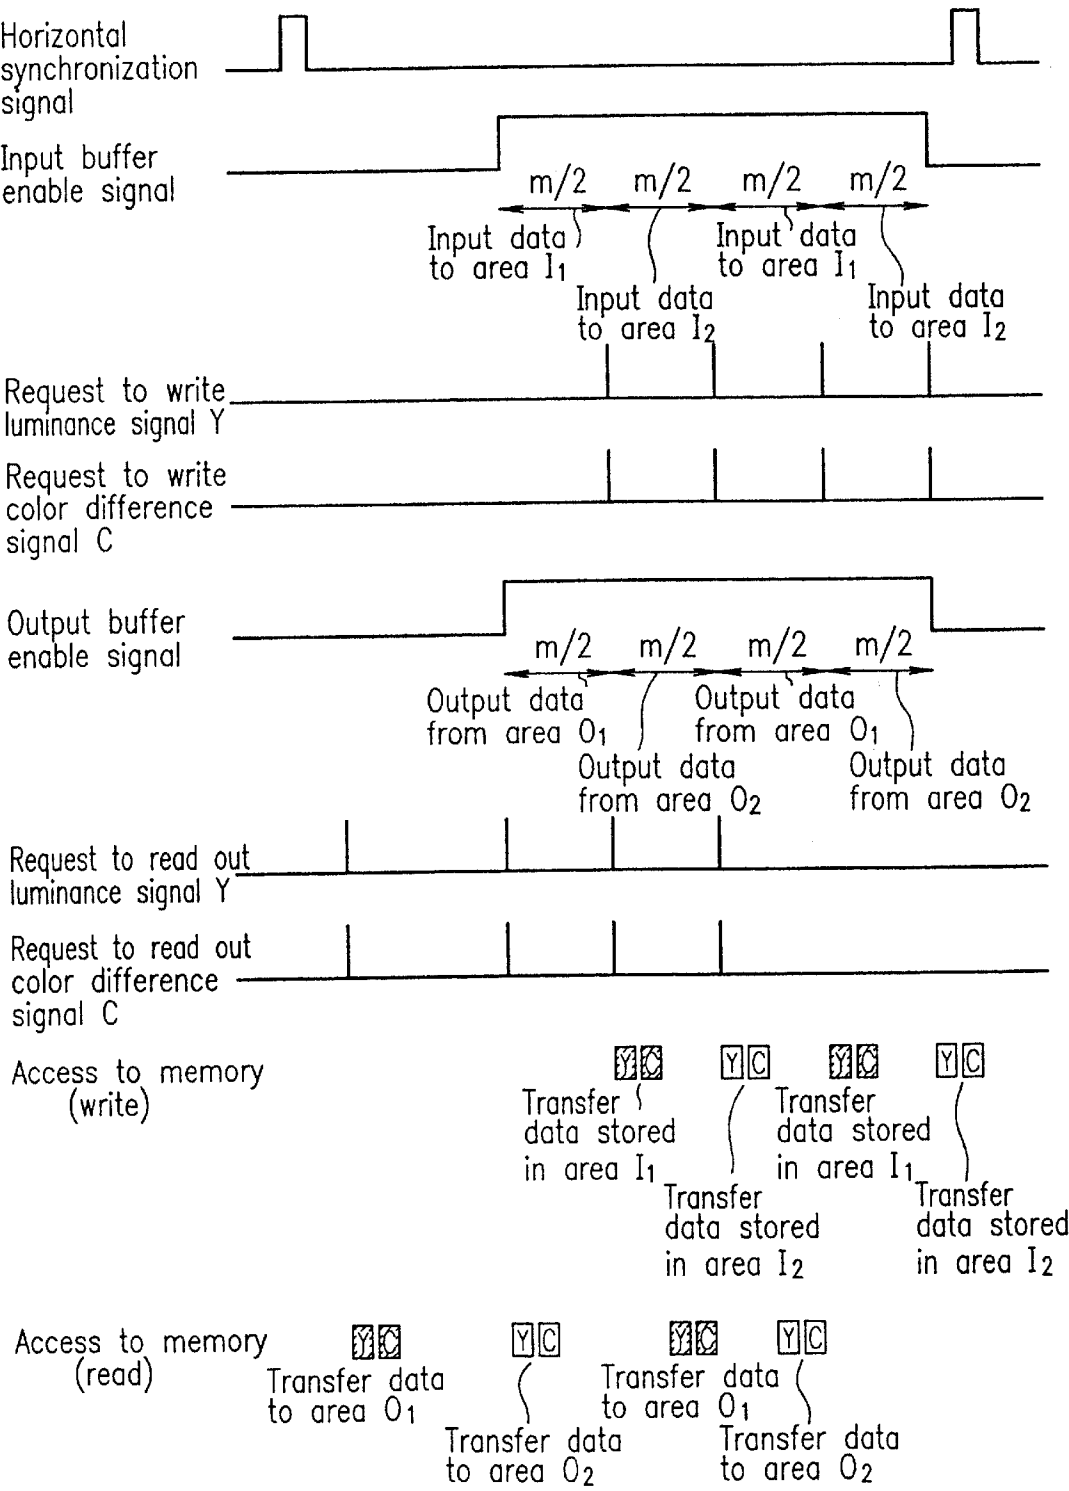 Horizontal
synchronization
signal
Input buffer
enable signal
m/2 m/2 m/2 m/2
Input data
to area I1
Input data
to area I1
Input data
to area I2
Input data
to area I2
Request to write
luminance signal Y
Request to write
color difference
signal C
Output buffer
enable signal
m/2 m/2 m/2 m/2
Output data
from area O1
Output data
from area O1
Output data
from area O2
Output data
from area O2
Request to read out
luminance signal Y
Request to read out
color difference
signal C
Access to memory
(write)
Y C Y C Y C Y C
Transfer
data stored
in area I1
Transfer
data stored
in area I1
Transfer
data stored
in area I2
Transfer
data stored
in area I2
Access to memory
(read)
Y C Y C Y C Y C
Transfer data
to area O1
Transfer data
to area O1
Transfer data
to area O2
Transfer data
to area O2